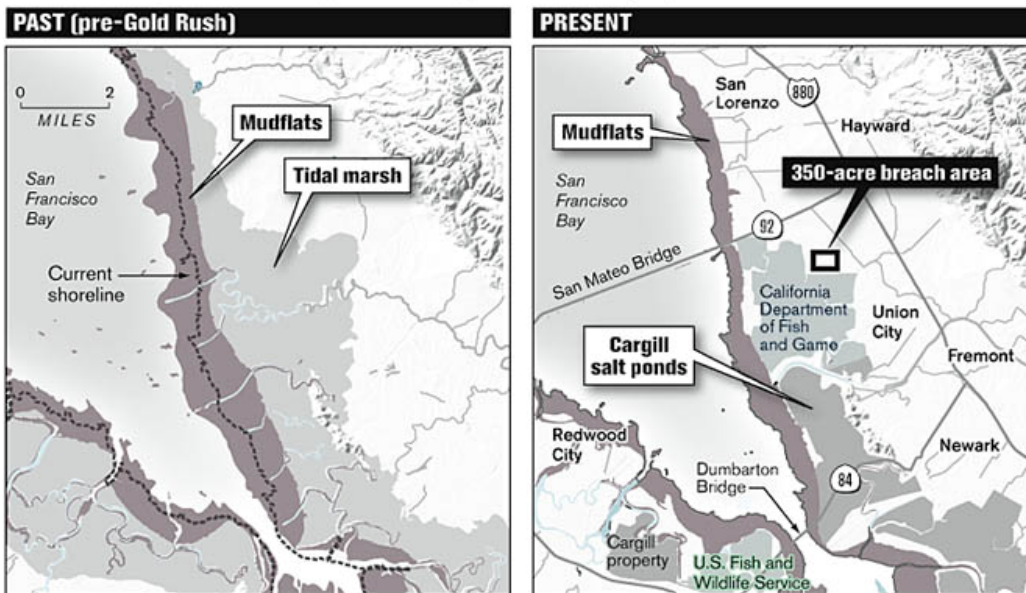 PAST (pre-Gold Rush)
0 2
MILES
Mudflats
Tidal marsh
San
Francisco
Bay
Current
shoreline
PRESENT
San
Lorenzo
880
Hayward
Mudflats
350-acre breach area
San
Francisco
Bay
92
San Mateo Bridge
California
Department
of Fish
and Game
Union
City
Cargill
salt ponds
Fremont
Redwood
City
Newark
Dumbarton
Bridge
84
Cargill
property
U.S. Fish and
Wildlife Service